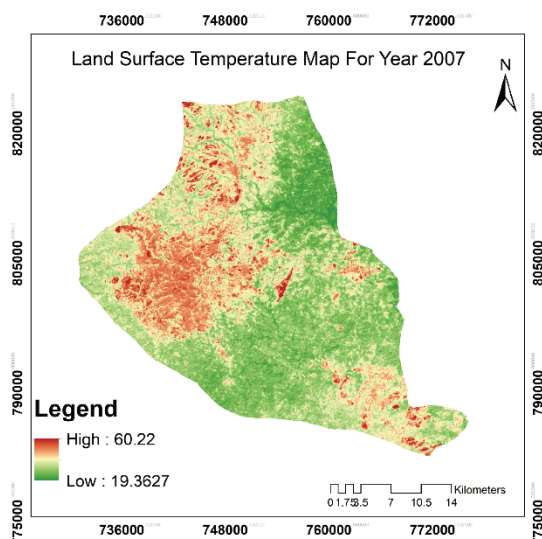 736000 748000 760000 772000
Land Surface Temperature Map For Year 2007
N
820000 820000
805000 805000
790000 790000
Legend
High : 60.22
Low : 19.3627
Kilometers
0 1.753.5 7 10.5 14
775000 775000
736000 748000 760000 772000